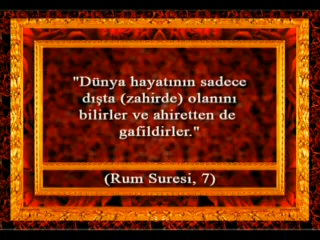 "Dünya hayatının sadece
dışta (zahirde) olanını
bilirler ve ahiretten de
gafildirler."
(Rum Suresi, 7)